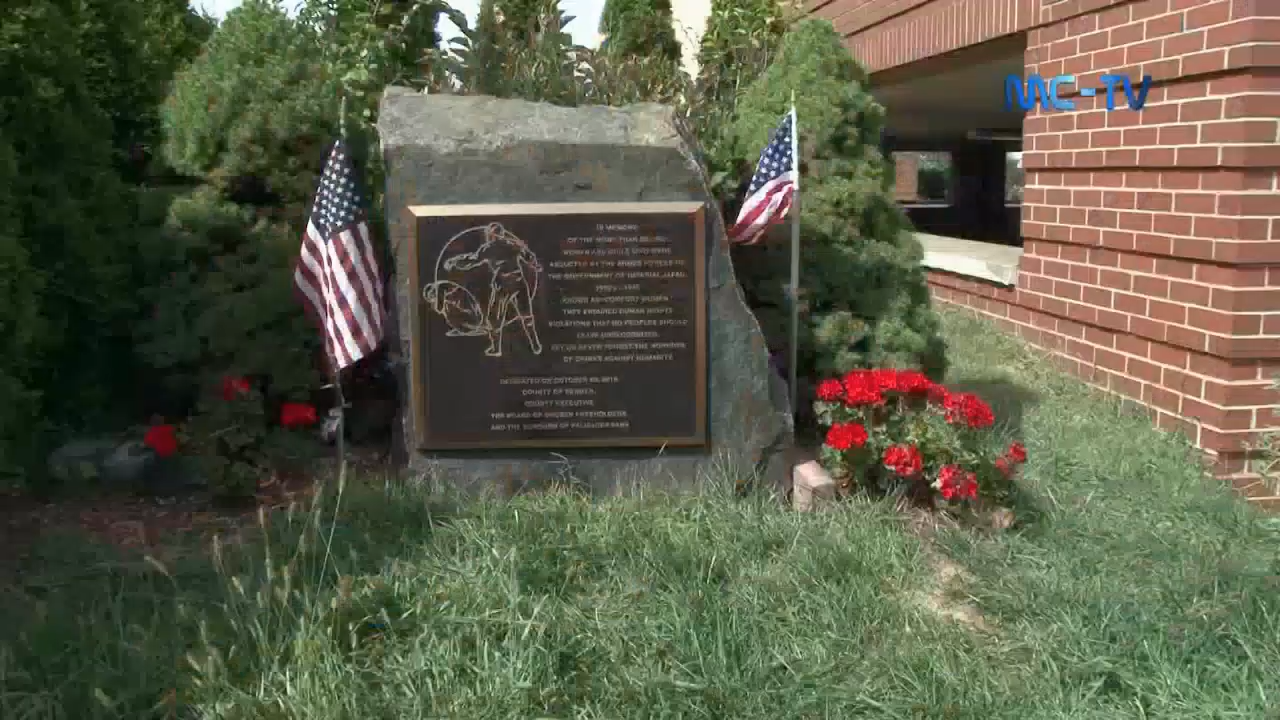 MC-TV
IN MEMORY
OF THE MORE THAN
WOMEN AND GIRLS WHO WERE
ABDUCTED BY THE ARMED FORCES OF
THE GOVERNMENT OF IMPERIAL JAPAN
1930's - 1945
KNOWN AS COMFORT WOMEN
THEY ENDURED HUMAN RIGHTS
VIOLATIONS THAT NO PEOPLES SHOULD
LEAVE UNRECOGNIZED
LET US NEVER FORGET THE HORRORS
OF CRIMES AGAINST HUMANITY
DEDICATED ON OCTOBER
COUNTY OF BERGEN
COUNTY EXECUTIVE
THE BOARD OF CHOSEN FREEHOLDERS
AND THE BOROUGH OF PALISADES PARK